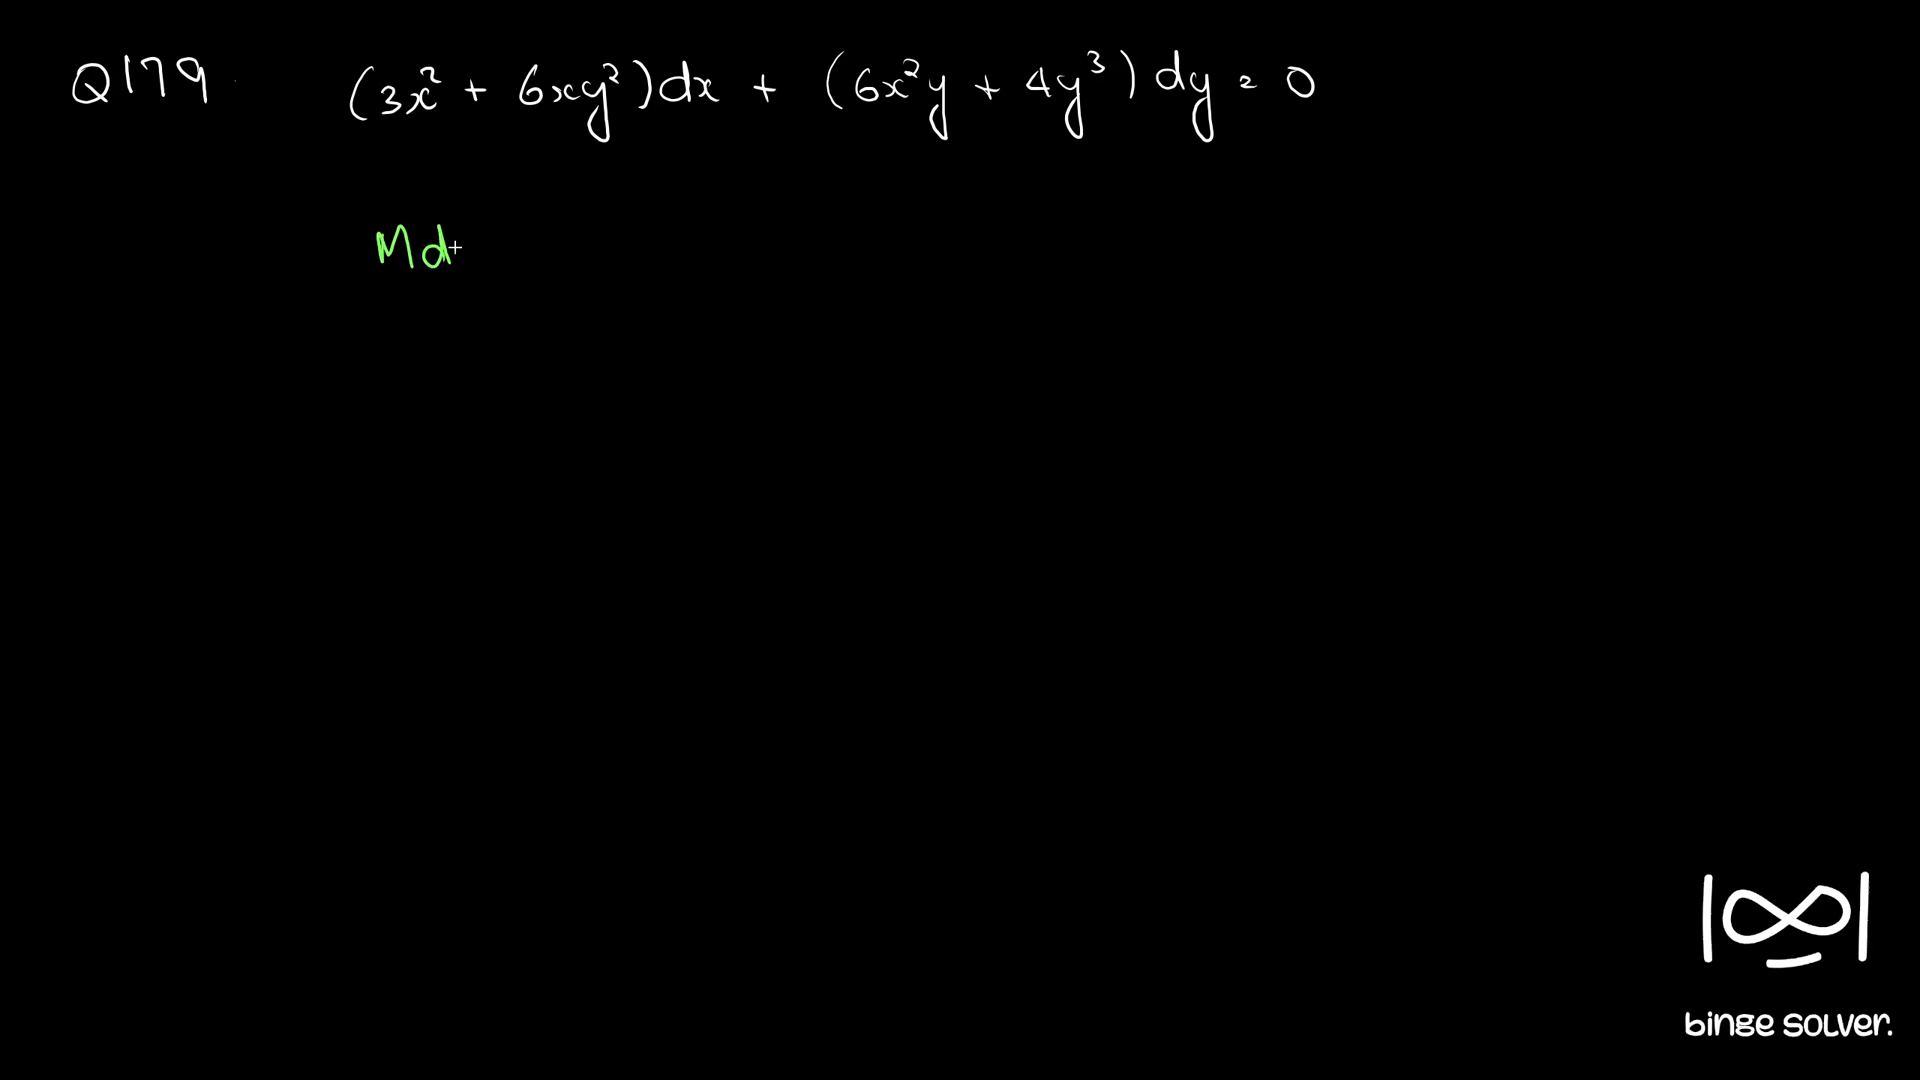 Q179 (3x² + 6xy²)dx + (6x²y + 4y³)dy = 0
Md
binge solver.